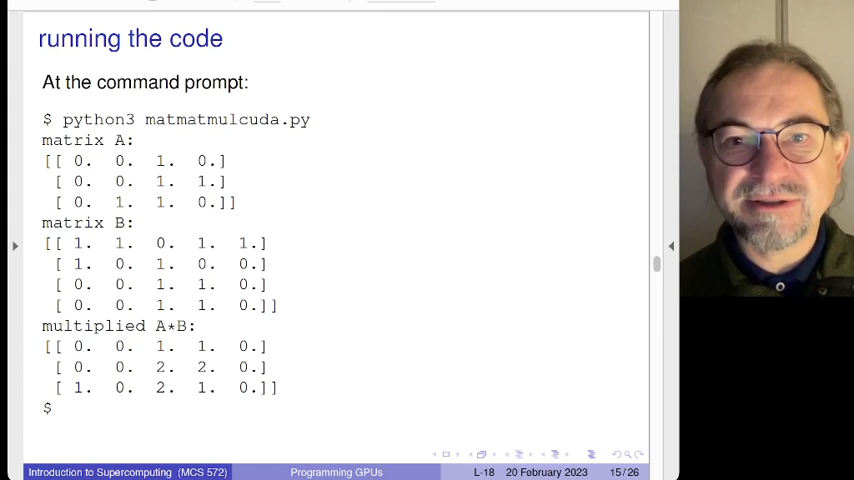 running the code
At the command prompt:
$ python3 matmatmulcuda.py
matrix A:
[[ 0. 0. 1. 0.]
[ 0. 0. 1. 1.]
[ 0. 1. 1. 0.]]
matrix B:
[[ 1. 1. 0. 1. 1.]
[ 1. 0. 1. 0. 0.]
[ 0. 0. 1. 1. 0.]
[ 0. 0. 1. 1. 0.]]
multiplied A*B:
[[ 0. 0. 1. 1. 0.]
[ 0. 0. 2. 2. 0.]
[ 1. 0. 2. 1. 0.]]
$
Introduction to Supercomputing (MCS 572) Programming GPUs L-18 20 February 2023 15 / 26